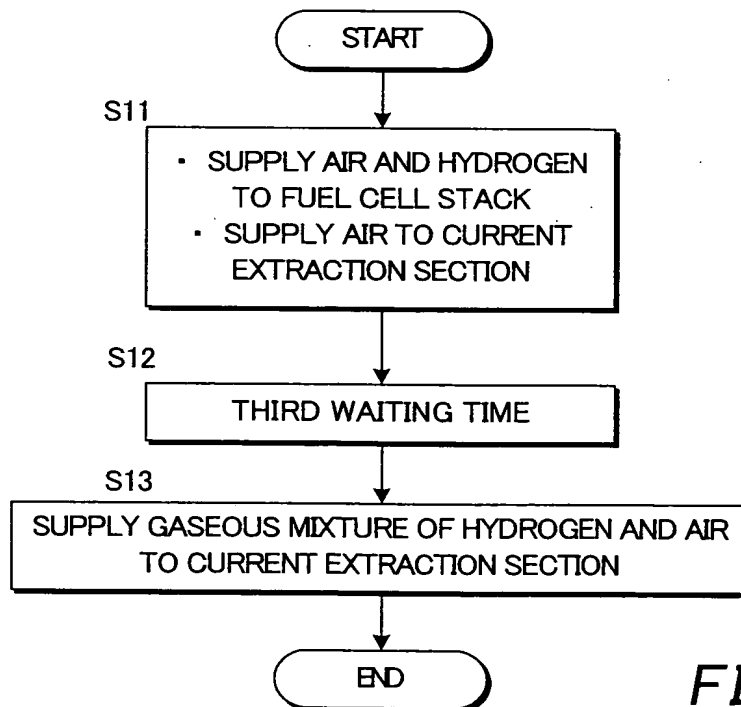 START
S11
・ SUPPLY AIR AND HYDROGEN
TO FUEL CELL STACK
・ SUPPLY AIR TO CURRENT
EXTRACTION SECTION
S12
THIRD WAITING TIME
S13
SUPPLY GASEOUS MIXTURE OF HYDROGEN AND AIR
TO CURRENT EXTRACTION SECTION
END